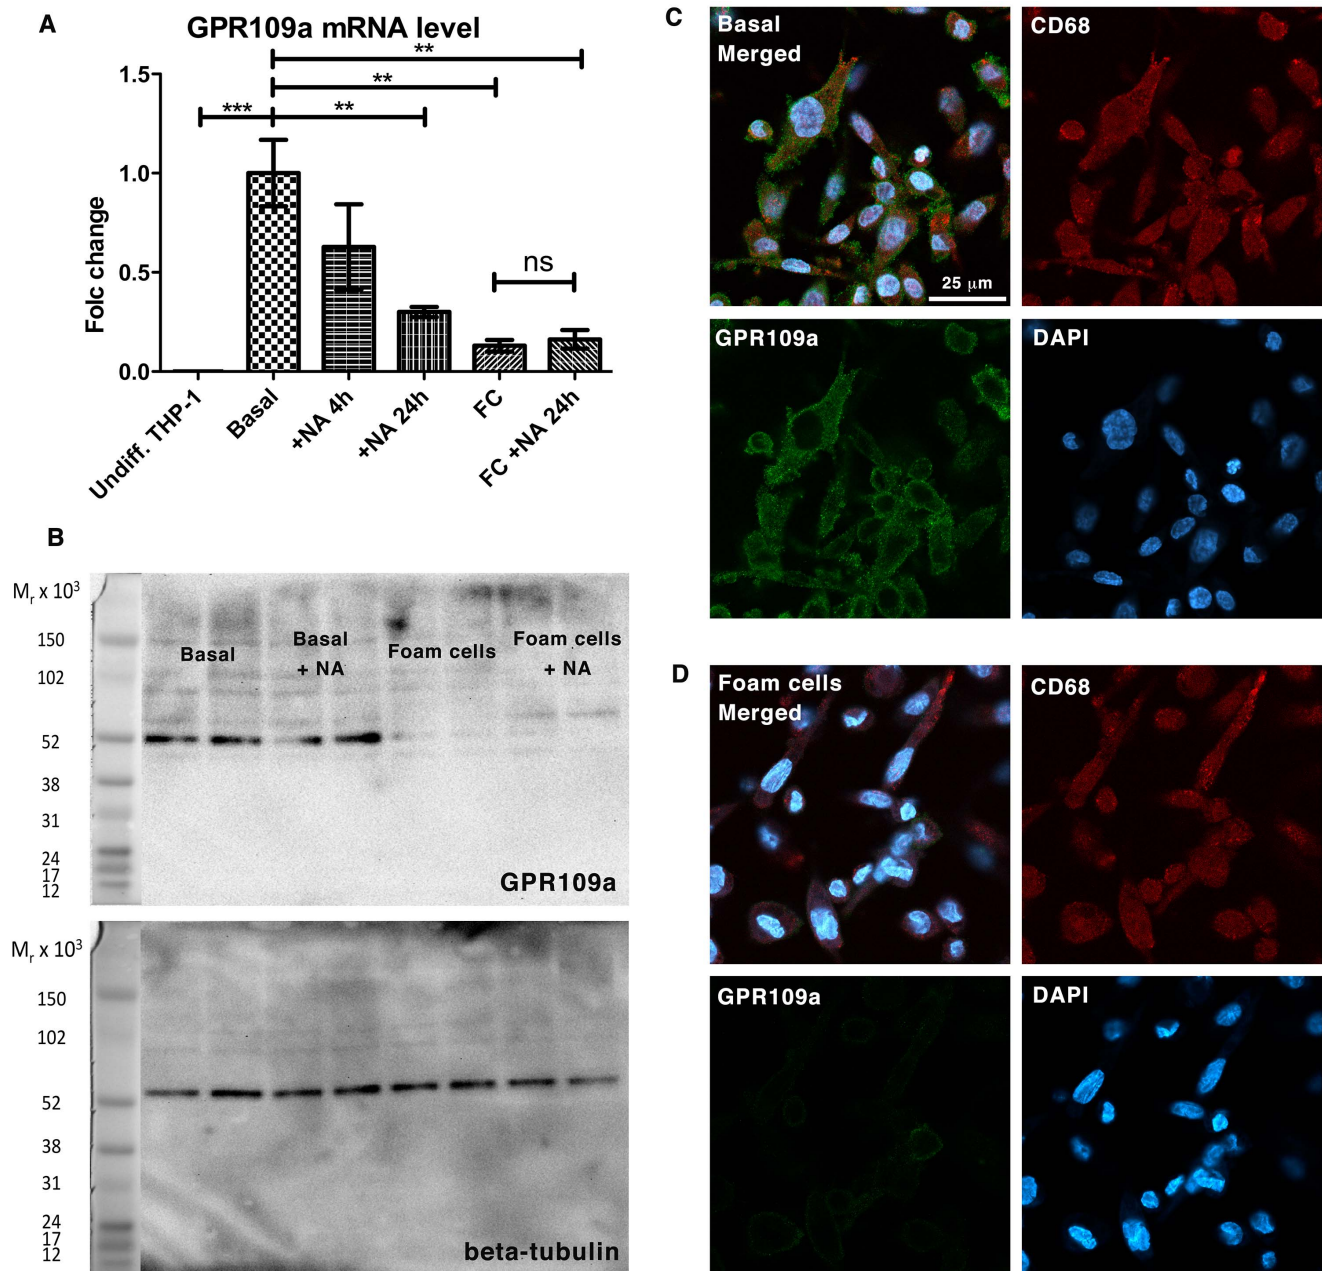 A
GPR109a mRNA level
**
**
***
**
1.5
1.0
0.5
0.0
Folc change
ns
Undiff. THP-1
Basal
+NA 4h
+NA 24h
FC
FC +NA 24h
B
Mr x 10³
150
102
52
38
31
24
17
12
Basal
Basal
+ NA
Foam cells
Foam cells
+ NA
GPR109a
Mr x 10³
150
102
52
38
31
24
17
12
beta-tubulin
C
Basal
Merged
25 μm
CD68
GPR109a
DAPI
D
Foam cells
Merged
CD68
GPR109a
DAPI